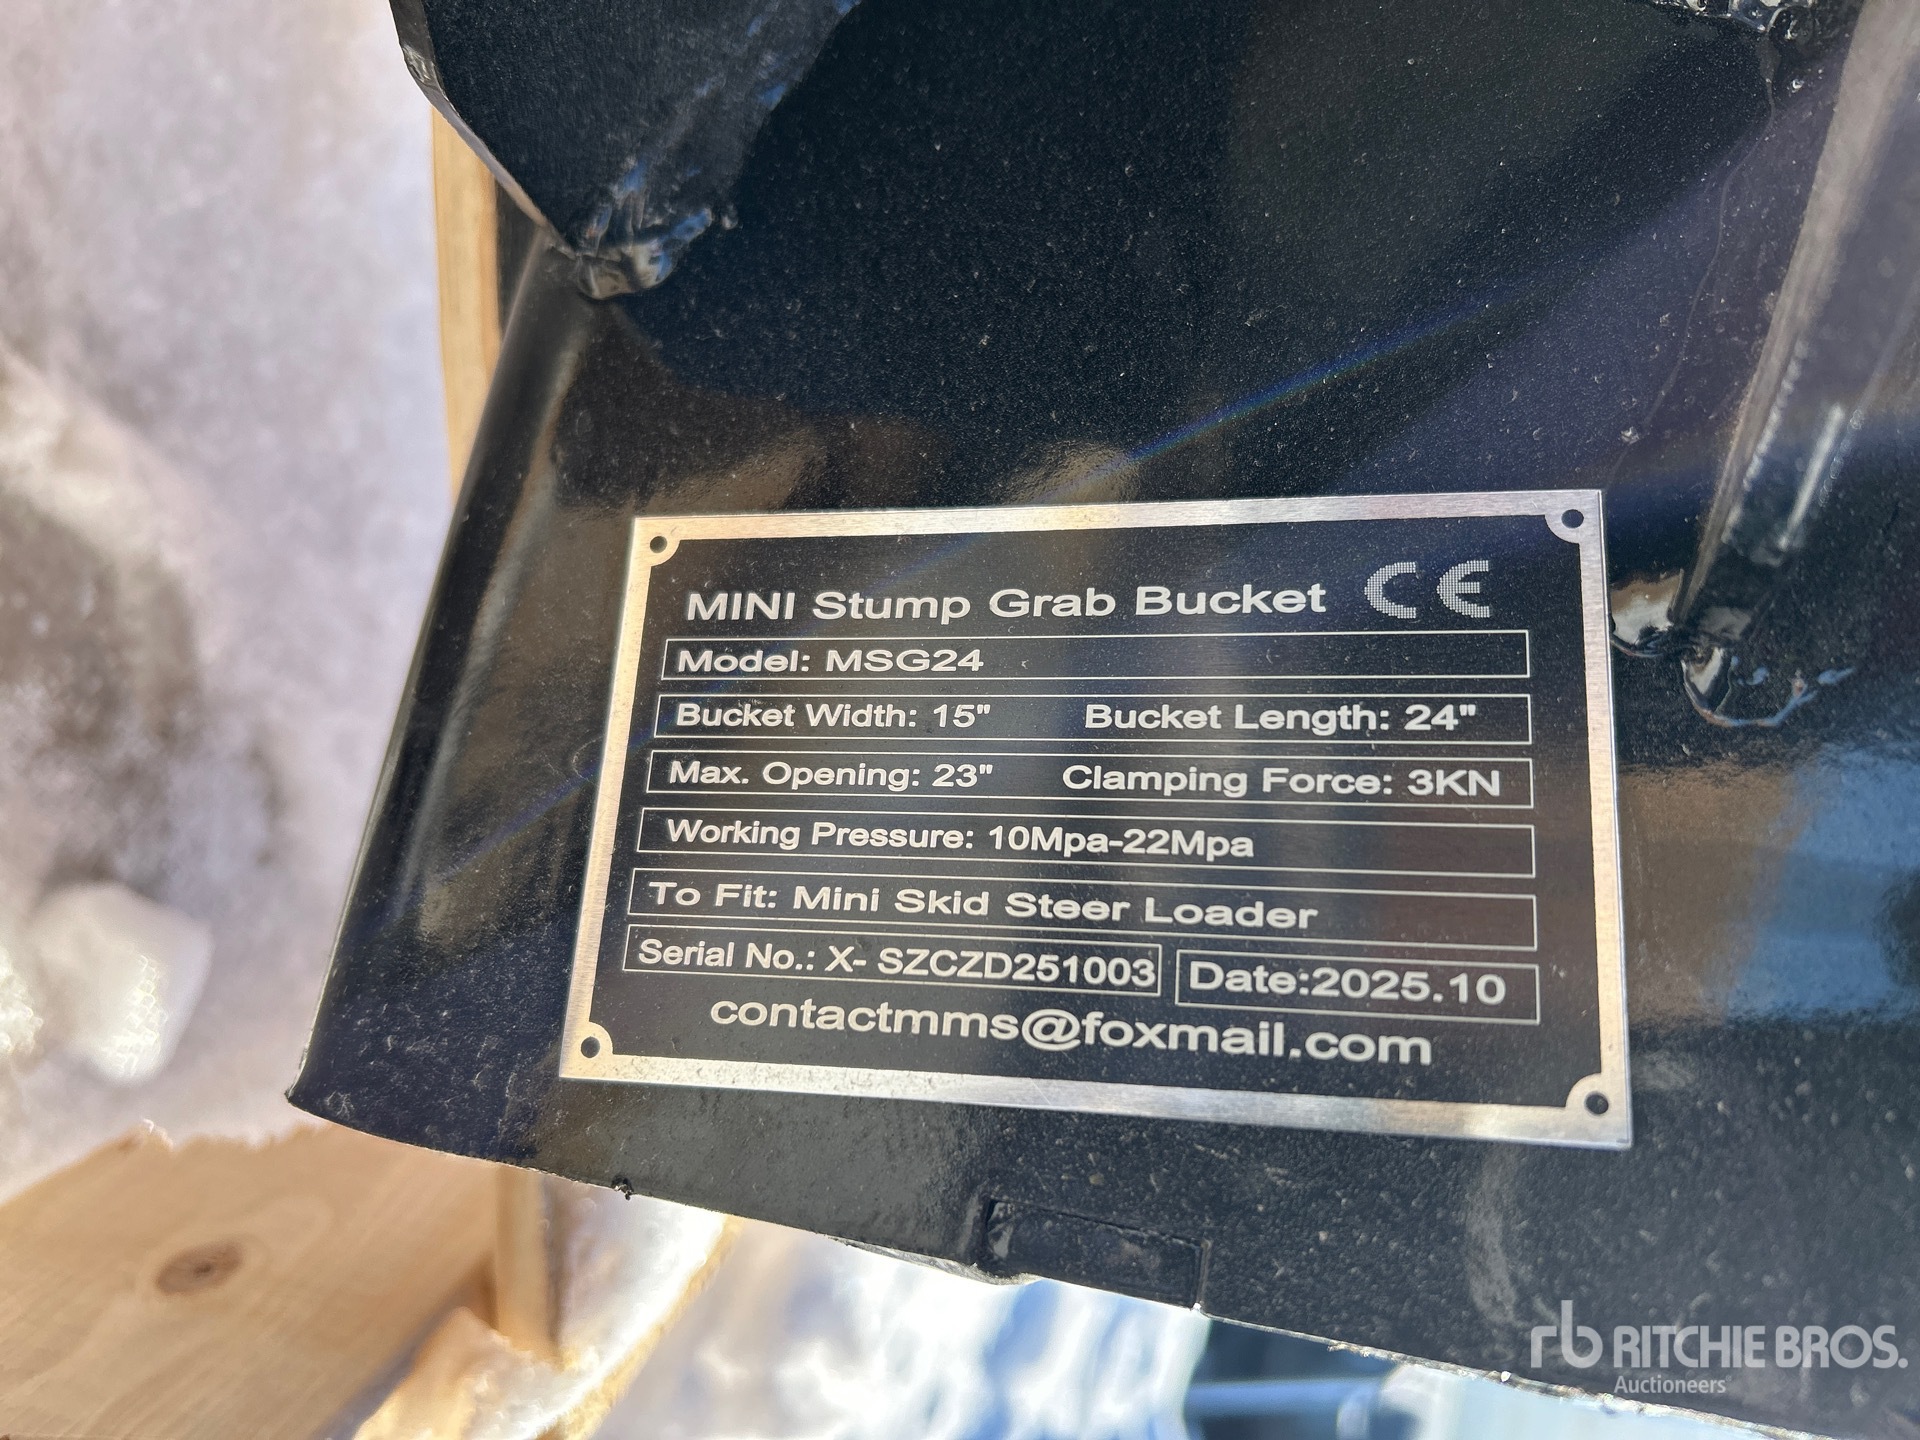 MINI Stump Grab Bucket CE
Model: MSG24
Bucket Width: 15" Bucket Length: 24"
Max. Opening: 23" Clamping Force: 3KN
Working Pressure: 10Mpa-22Mpa
To Fit: Mini Skid Steer Loader
Serial No.: X- SZCZD251003 Date:2025.10
contactmms@foxmail.com
rb RITCHIE BROS.
Auctioneers